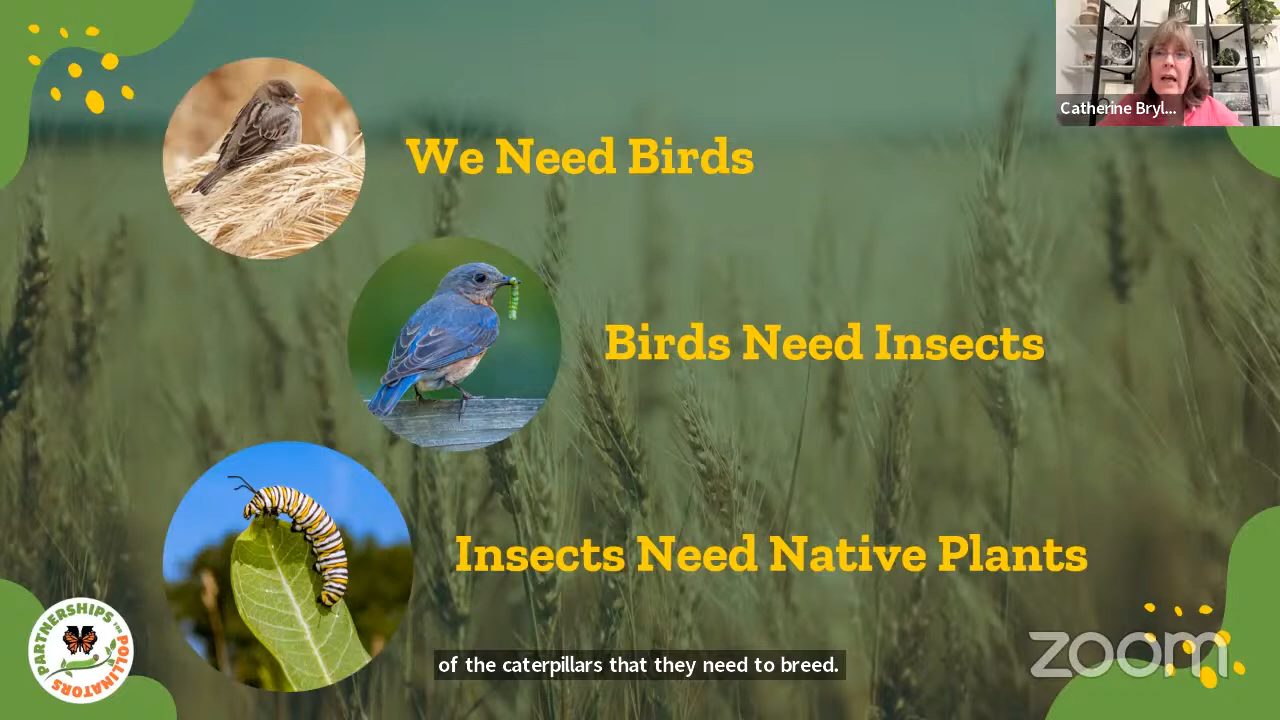 Catherine Bryl...
We Need Birds
Birds Need Insects
Insects Need Native Plants
PARTNERSHIPS FOR POLLINATORS
of the caterpillars that they need to breed.
zoom